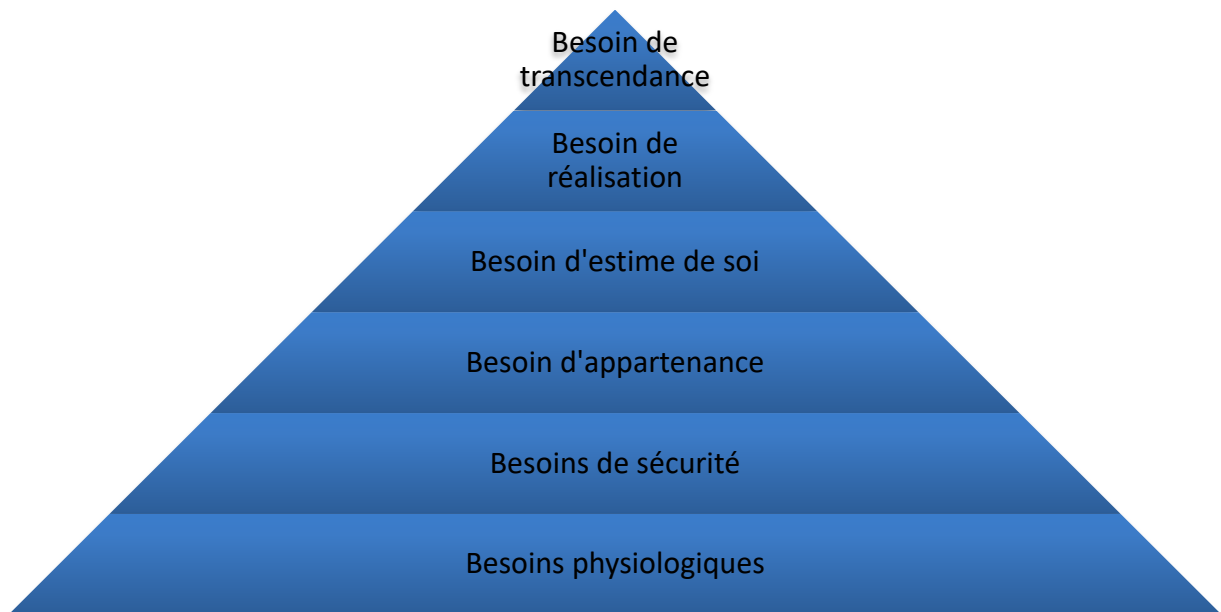 Besoin de
transcendance
Besoin de
réalisation
Besoin d'estime de soi
Besoin d'appartenance
Besoins de sécurité
Besoins physiologiques